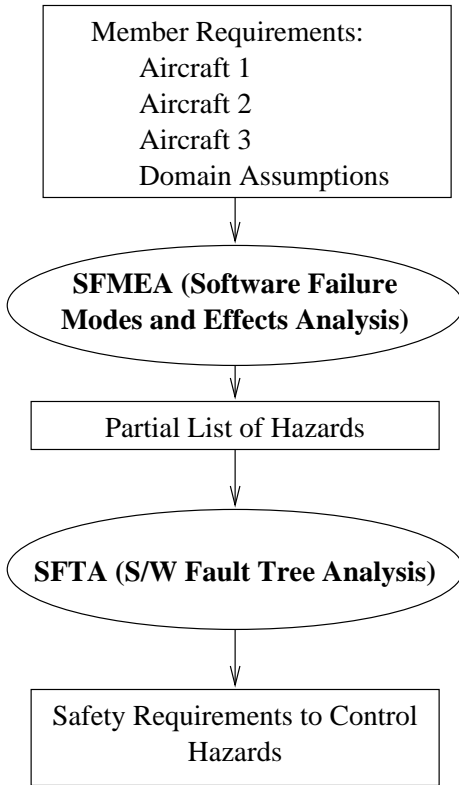 Member Requirements:
Aircraft 1
Aircraft 2
Aircraft 3
Domain Assumptions
SFMEA (Software Failure
Modes and Effects Analysis)
Partial List of Hazards
SFTA (S/W Fault Tree Analysis)
Safety Requirements to Control
Hazards